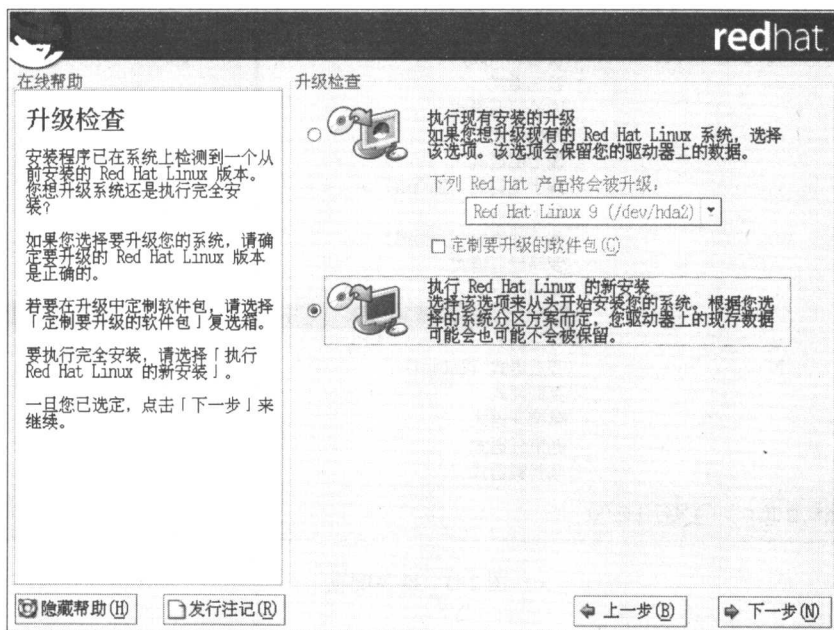 redhat
在线帮助
升级检查
安装程序已在系统上检测到一个从
前安装的 Red Hat Linux 版本。
您想升级系统还是执行完全安
装?
如果您选择要升级您的系统,请确
定要升级的 Red Hat Linux 版本
是正确的。
若要在升级中定制软件包,请选择
「定制要升级的软件包」复选箱。
要执行完全安装,请选择「执行
Red Hat Linux 的新安装」。
一旦您已选定,点击「下一步」来
继续。
升级检查
执行现有安装的升级
如果您想升级现有的 Red Hat Linux 系统,选择
该选项。该选项会保留您的驱动器上的数据。
下列 Red Hat 产品将会被升级:
Red Hat Linux 9 (/dev/hda2)
定制要升级的软件包(C)
执行 Red Hat Linux 的新安装
选择该选项来从头开始安装您的系统。根据您选
择的系统分区方案而定,您驱动器上的现存数据
可能会也可能不会被保留。
隐藏帮助(H)
发行注记(R)
上一步(B)
下一步(N)